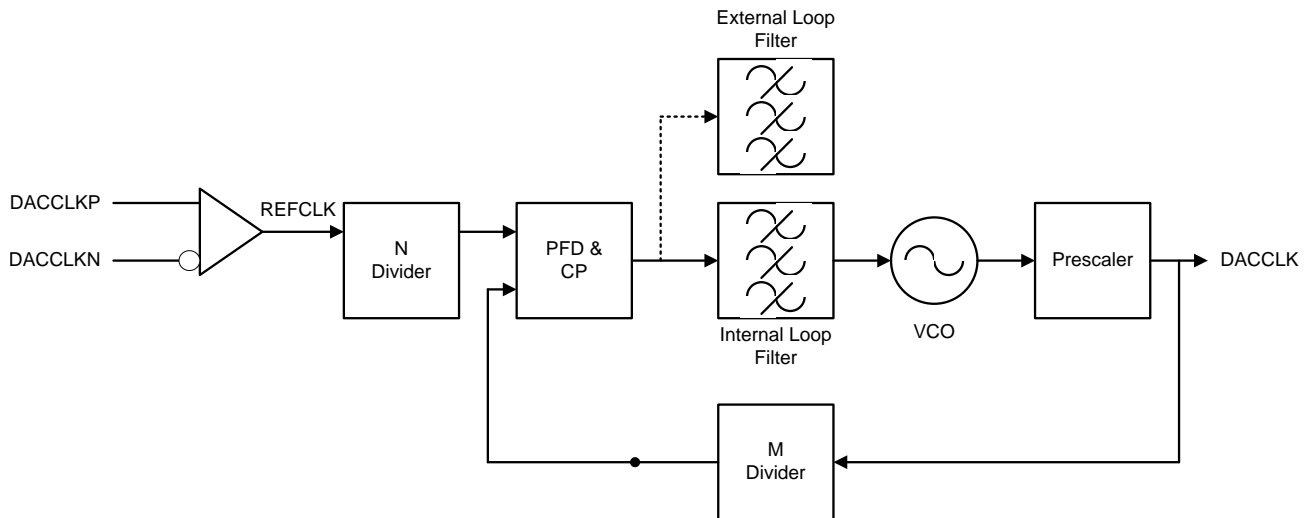 External Loop
Filter
DACCLKP
DACCLKN
REFCLK
N
Divider
PFD &
CP
Internal Loop
Filter
VCO
Prescaler
DACCLK
M
Divider